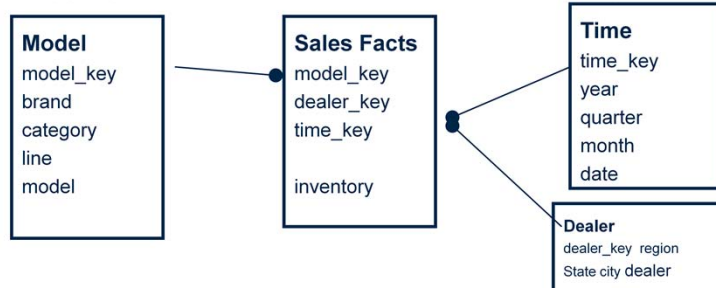 Model
model_key
brand
category
line
model
Sales Facts
model_key
dealer_key
time_key
inventory
Time
time_key
year
quarter
month
date
Dealer
dealer_key region
State city dealer